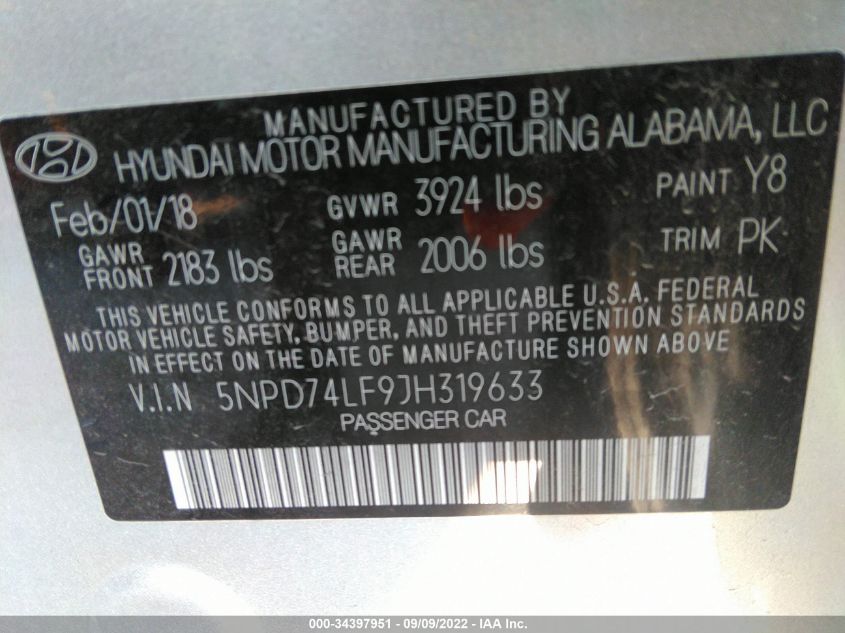 MANUFACTURED BY
HYUNDAI MOTOR MANUFACTURING ALABAMA, LLC
Feb/01/18 GVWR 3924 lbs PAINT Y8
GAWR FRONT 2183 lbs GAWR REAR 2006 lbs TRIM PK
THIS VEHICLE CONFORMS TO ALL APPLICABLE U.S.A. FEDERAL
MOTOR VEHICLE SAFETY, BUMPER, AND THEFT PREVENTION STANDARDS
IN EFFECT ON THE DATE OF MANUFACTURE SHOWN ABOVE
V.I.N 5NPD74LF9JH319633
PASSENGER CAR
000-34397951 - 09/09/2022 - IAA Inc.